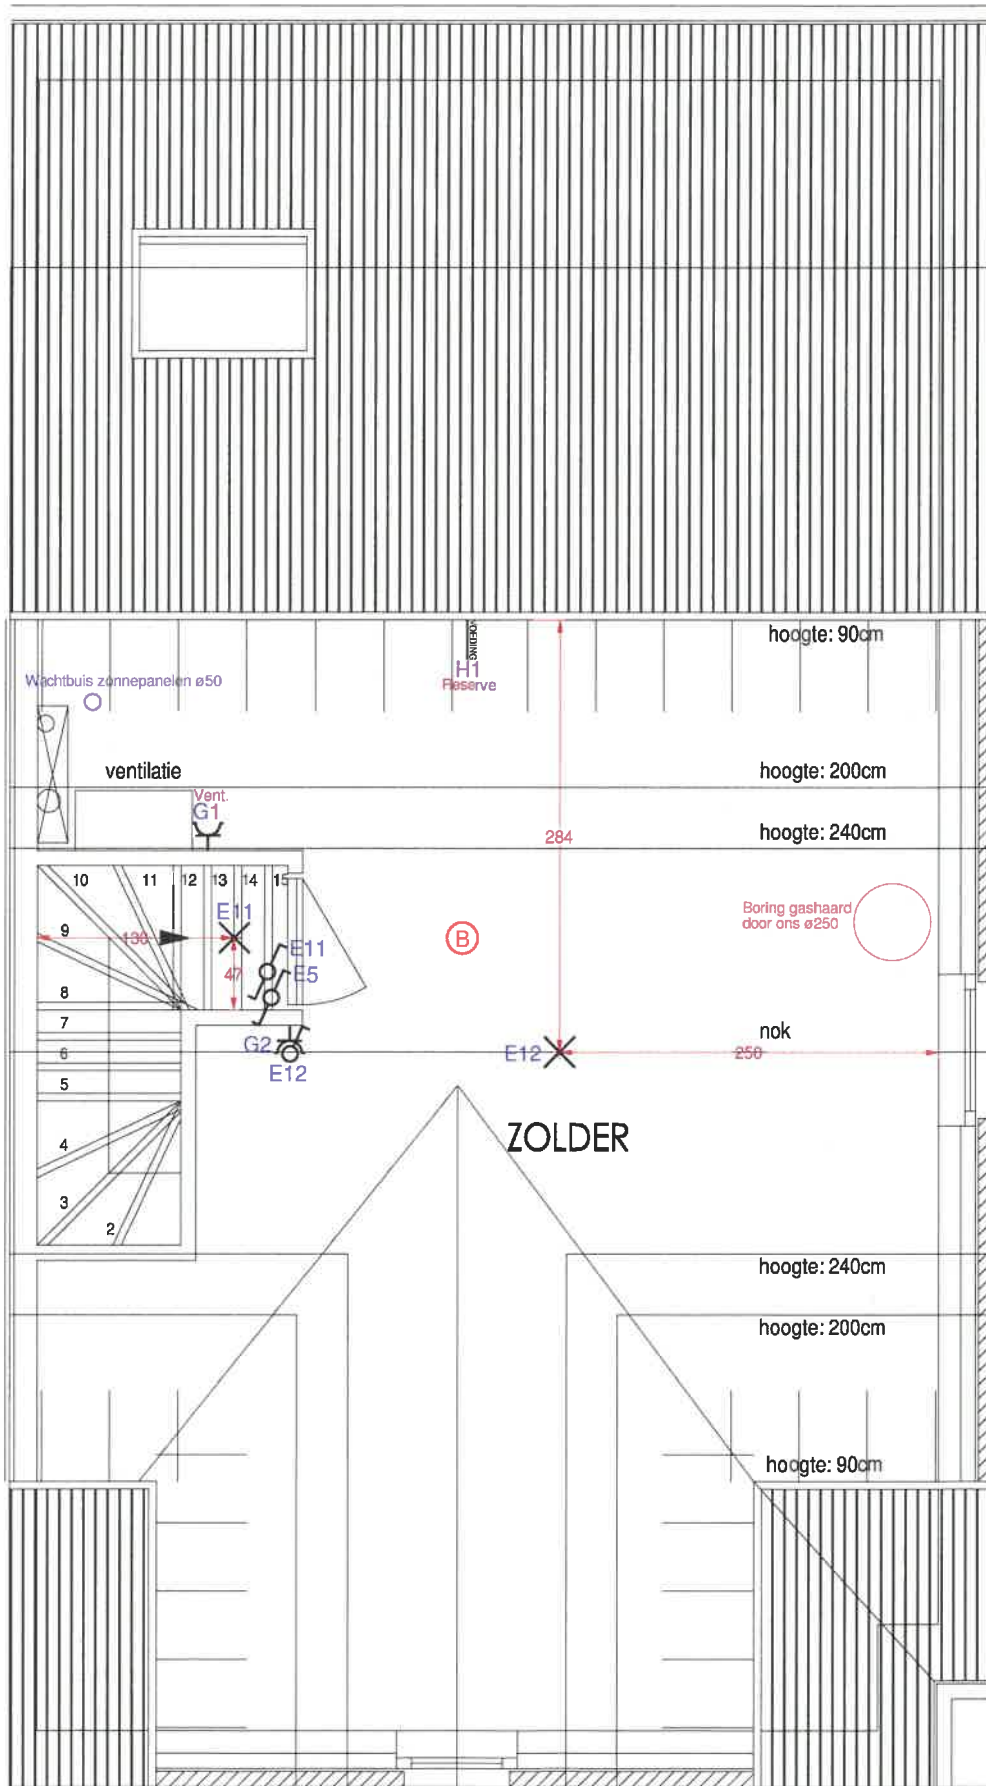 hoogte: 90cm
VOEDING
H1
Reserve
Wachtbuis zonnepanelen ø50
ventilatie
hoogte: 200cm
Vent.
G1
hoogte: 240cm
284
10
11
12
13
14
15
E11
Boring gashaard
door ons ø250
9
130
B
E11
47
E5
8
7
G2
nok
6
E12
250
E12
5
ZOLDER
4
3
2
hoogte: 240cm
hoogte: 200cm
hoogte: 90cm